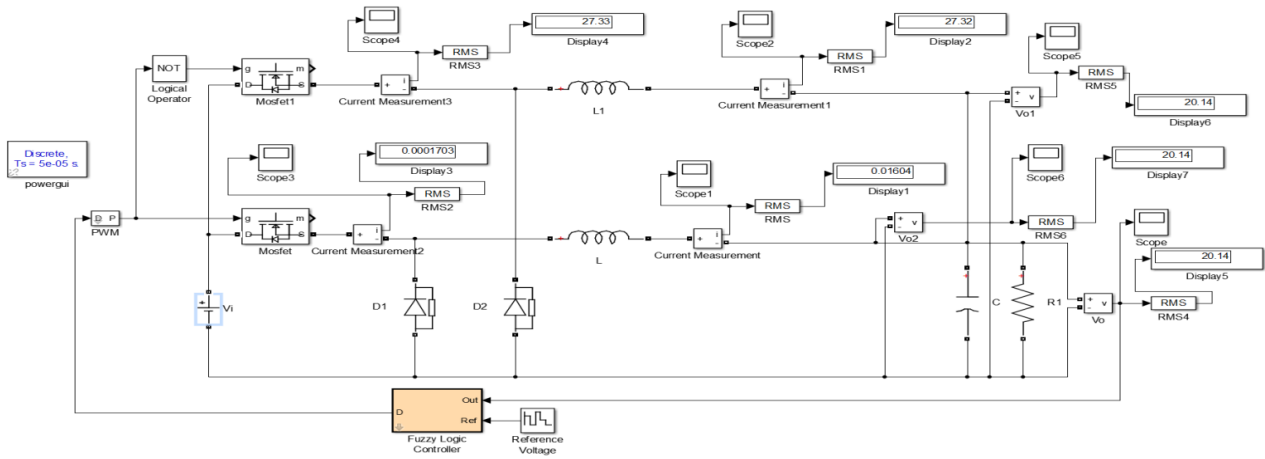 Scope4
27.33
Display4
RMS
RMS3
Scope2
27.32
Display2
RMS
RMS1
Scope5
RMS
RMS5
20.14
Display6
NOT
Logical
Operator
g
m
D
S
Mosfet1
+
i
-
Current Measurement3
+
L1
+
i
-
Current Measurement1
+
v
-
Vo1
Discrete,
Ts = 5e-05 s.
powergui
Scope3
0.0001703
Display3
RMS
RMS2
Scope1
0.01604
Display1
RMS
RMS
Scope6
20.14
Display7
RMS
RMS6
D P
PWM
g
m
D
S
Mosfet
+
i
-
Current Measurement2
+
L
+
i
-
Current Measurement
+
v
-
Vo2
Scope
20.14
Display5
RMS
RMS4
+
Vi
D1
D2
+
C
+
R1
+
v
-
Vo
Out
D
Ref
Fuzzy Logic
Controller
Reference
Voltage